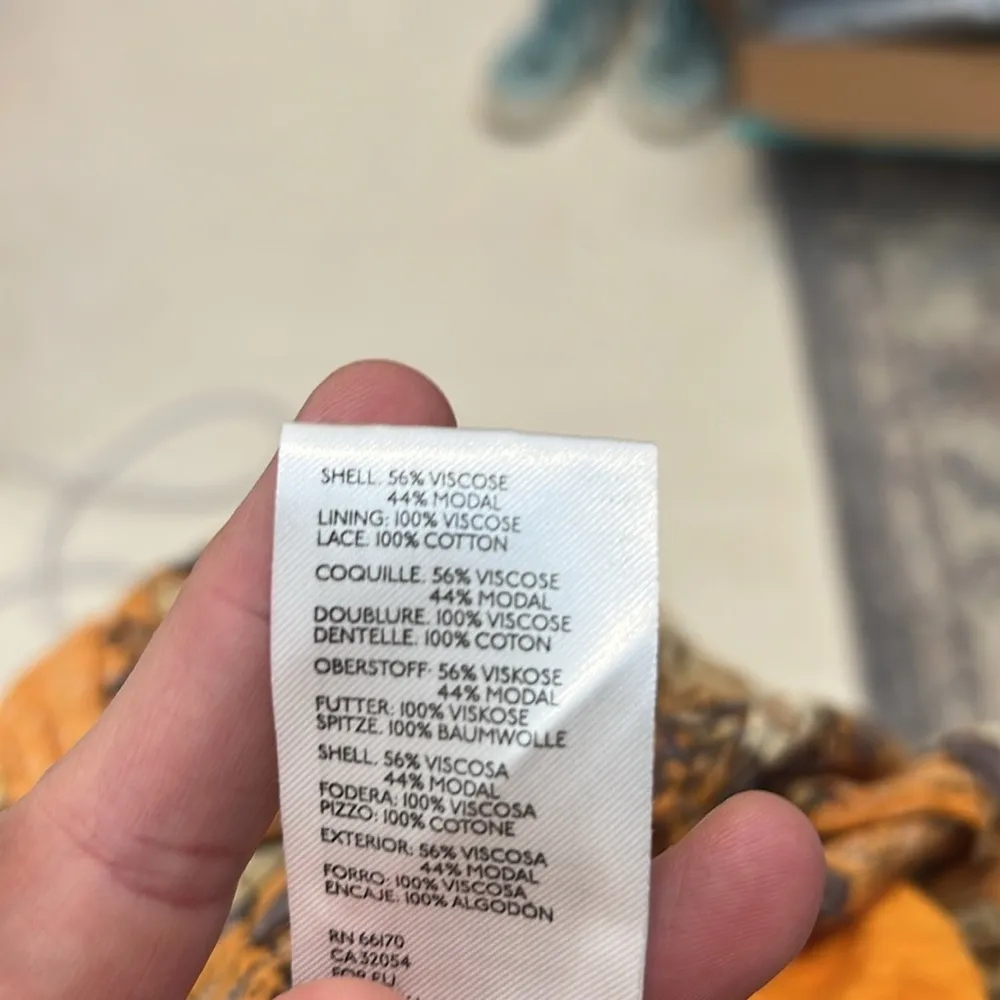 SHELL. 56% VISCOSE
44% MODAL
LINING: 100% VISCOSE
LACE. 100% COTTON
COQUILLE. 56% VISCOSE
44% MODAL
DOUBLURE. 100% VISCOSE
DENTELLE. 100% COTON
OBERSTOFF: 56% VISKOSE
44% MODAL
FUTTER: 100% VISKOSE
SPITZE. 100% BAUMWOLLE
SHELL. 56% VISCOSA
44% MODAL
FODERA: 100% VISCOSA
PIZZO: 100% COTONE
EXTERIOR: 56% VISCOSA
44% MODAL
FORRO: 100% VISCOSA
ENCAJE: 100% ALGODÓN
RN 66170
CA 32054
FOR EU